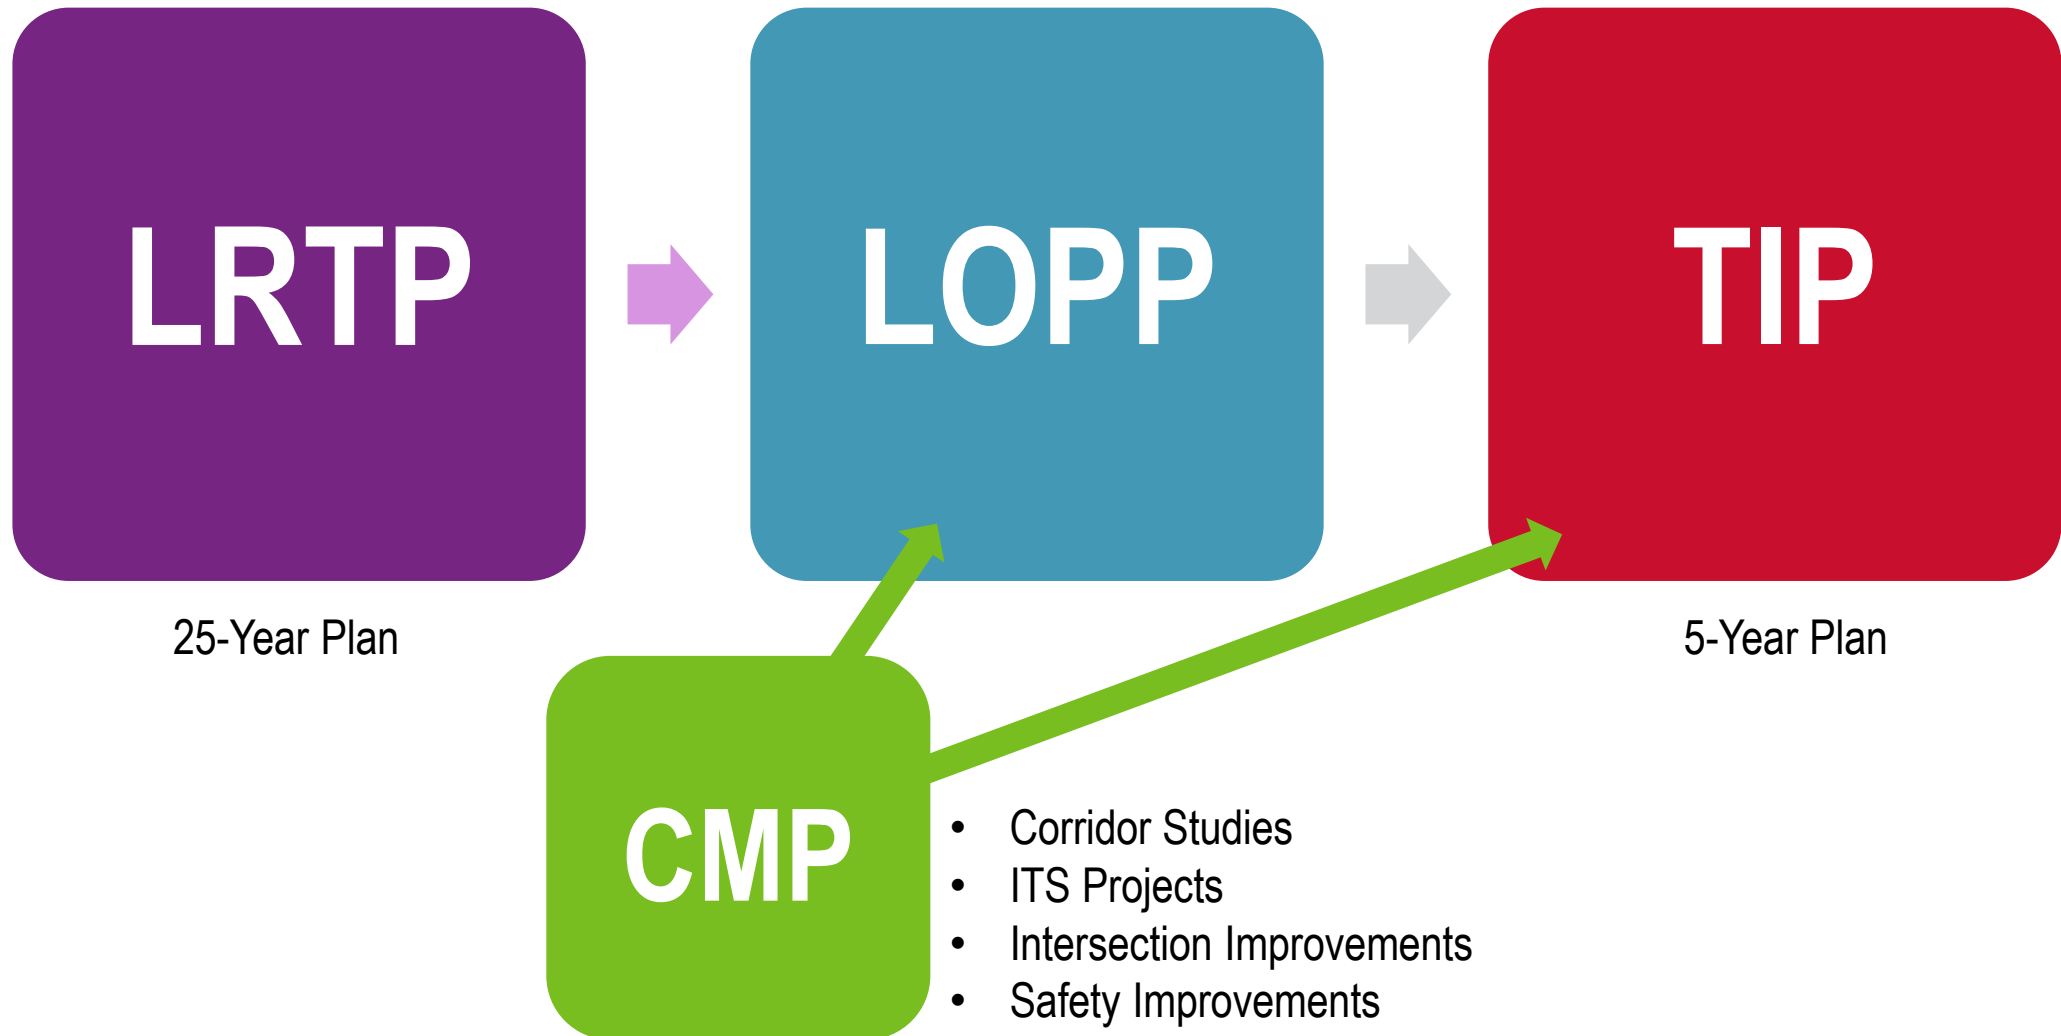 LRTP
LOPP
TIP
25-Year Plan
5-Year Plan
CMP
• Corridor Studies
• ITS Projects
• Intersection Improvements
• Safety Improvements